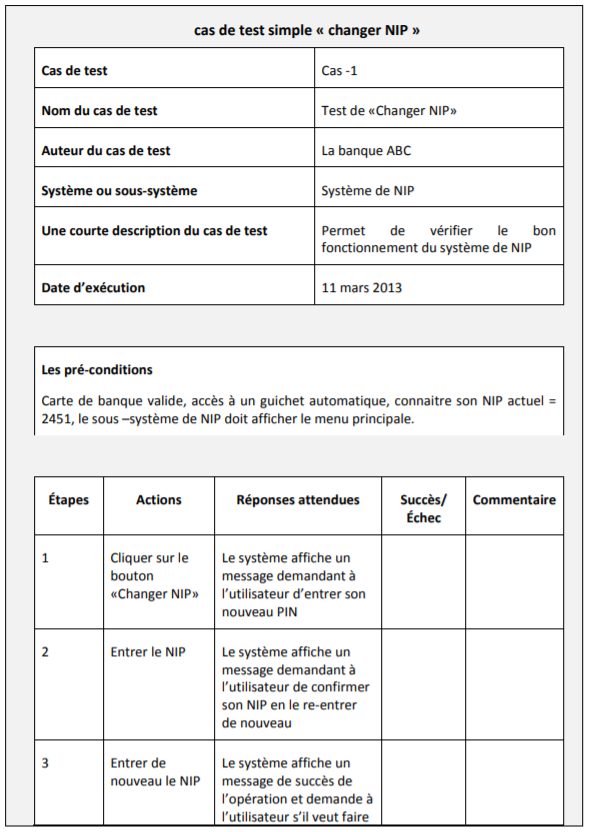 cas de test simple « changer NIP »
Cas de test
Cas -1
Nom du cas de test
Test de «Changer NIP»
Auteur du cas de test
La banque ABC
Système ou sous-système
Système de NIP
Une courte description du cas de test
Permet de vérifier le bon
fonctionnement du système de NIP
Date d’exécution
11 mars 2013
Les pré-conditions
Carte de banque valide, accès à un guichet automatique, connaitre son NIP actuel =
2451, le sous –système de NIP doit afficher le menu principale.
Étapes
Actions
Réponses attendues
Succès/
Échec
Commentaire
1
Cliquer sur le
bouton
«Changer NIP»
Le système affiche un
message demandant à
l’utilisateur d’entrer son
nouveau PIN
2
Entrer le NIP
Le système affiche un
message demandant à
l’utilisateur de confirmer
son NIP en le re-entrer
de nouveau
3
Entrer de
nouveau le NIP
Le système affiche un
message de succès de
l’opération et demande à
l’utilisateur s’il veut faire